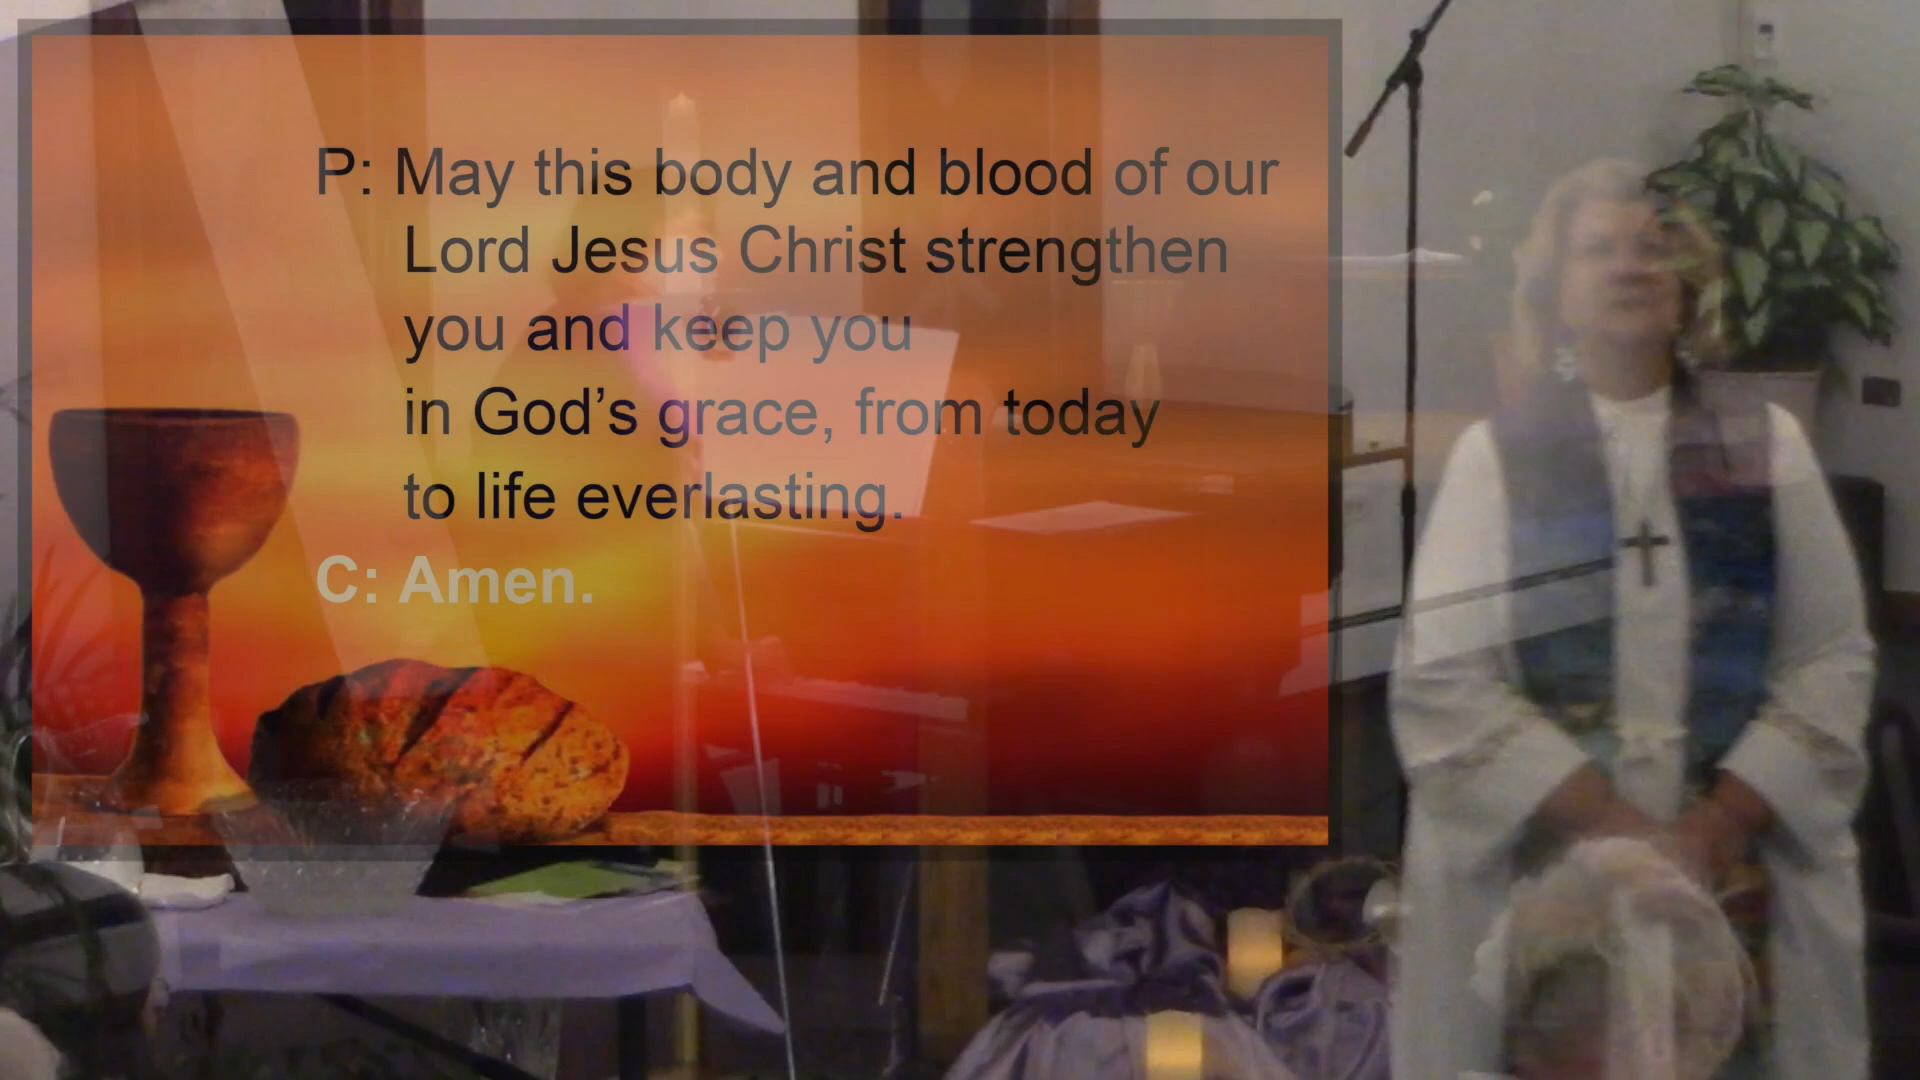 P: May this body and blood of our
Lord Jesus Christ strengthen
you and keep you
in God’s grace, from today
to life everlasting.
C: Amen.